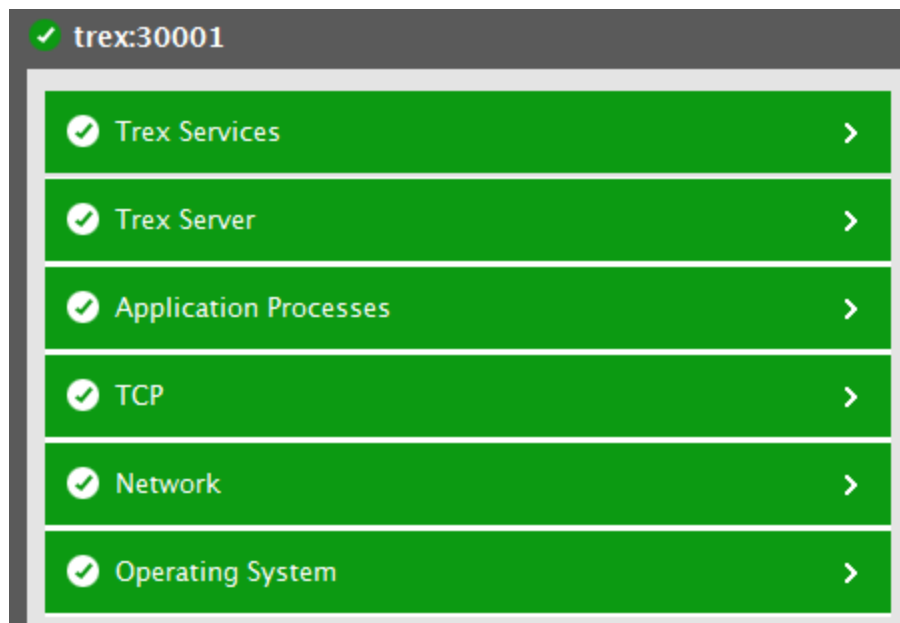 trex:30001
Trex Services
Trex Server
Application Processes
TCP
Network
Operating System